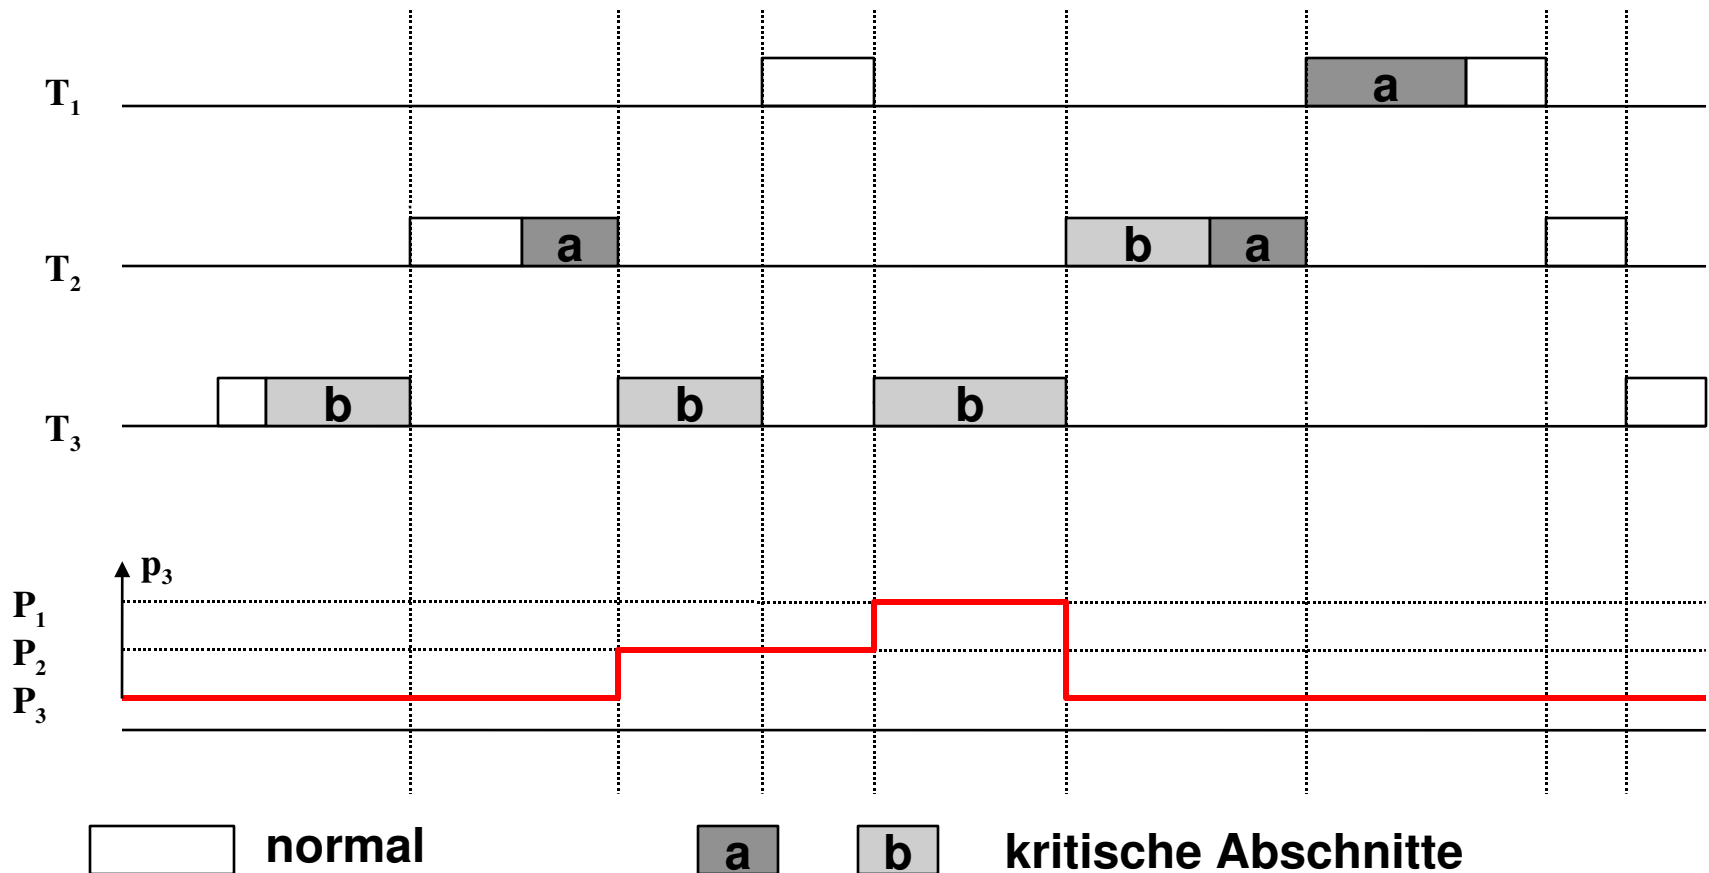 T1 a
T2 a b a
T3 b b b
p3
P1
P2
P3
normal a b kritische Abschnitte